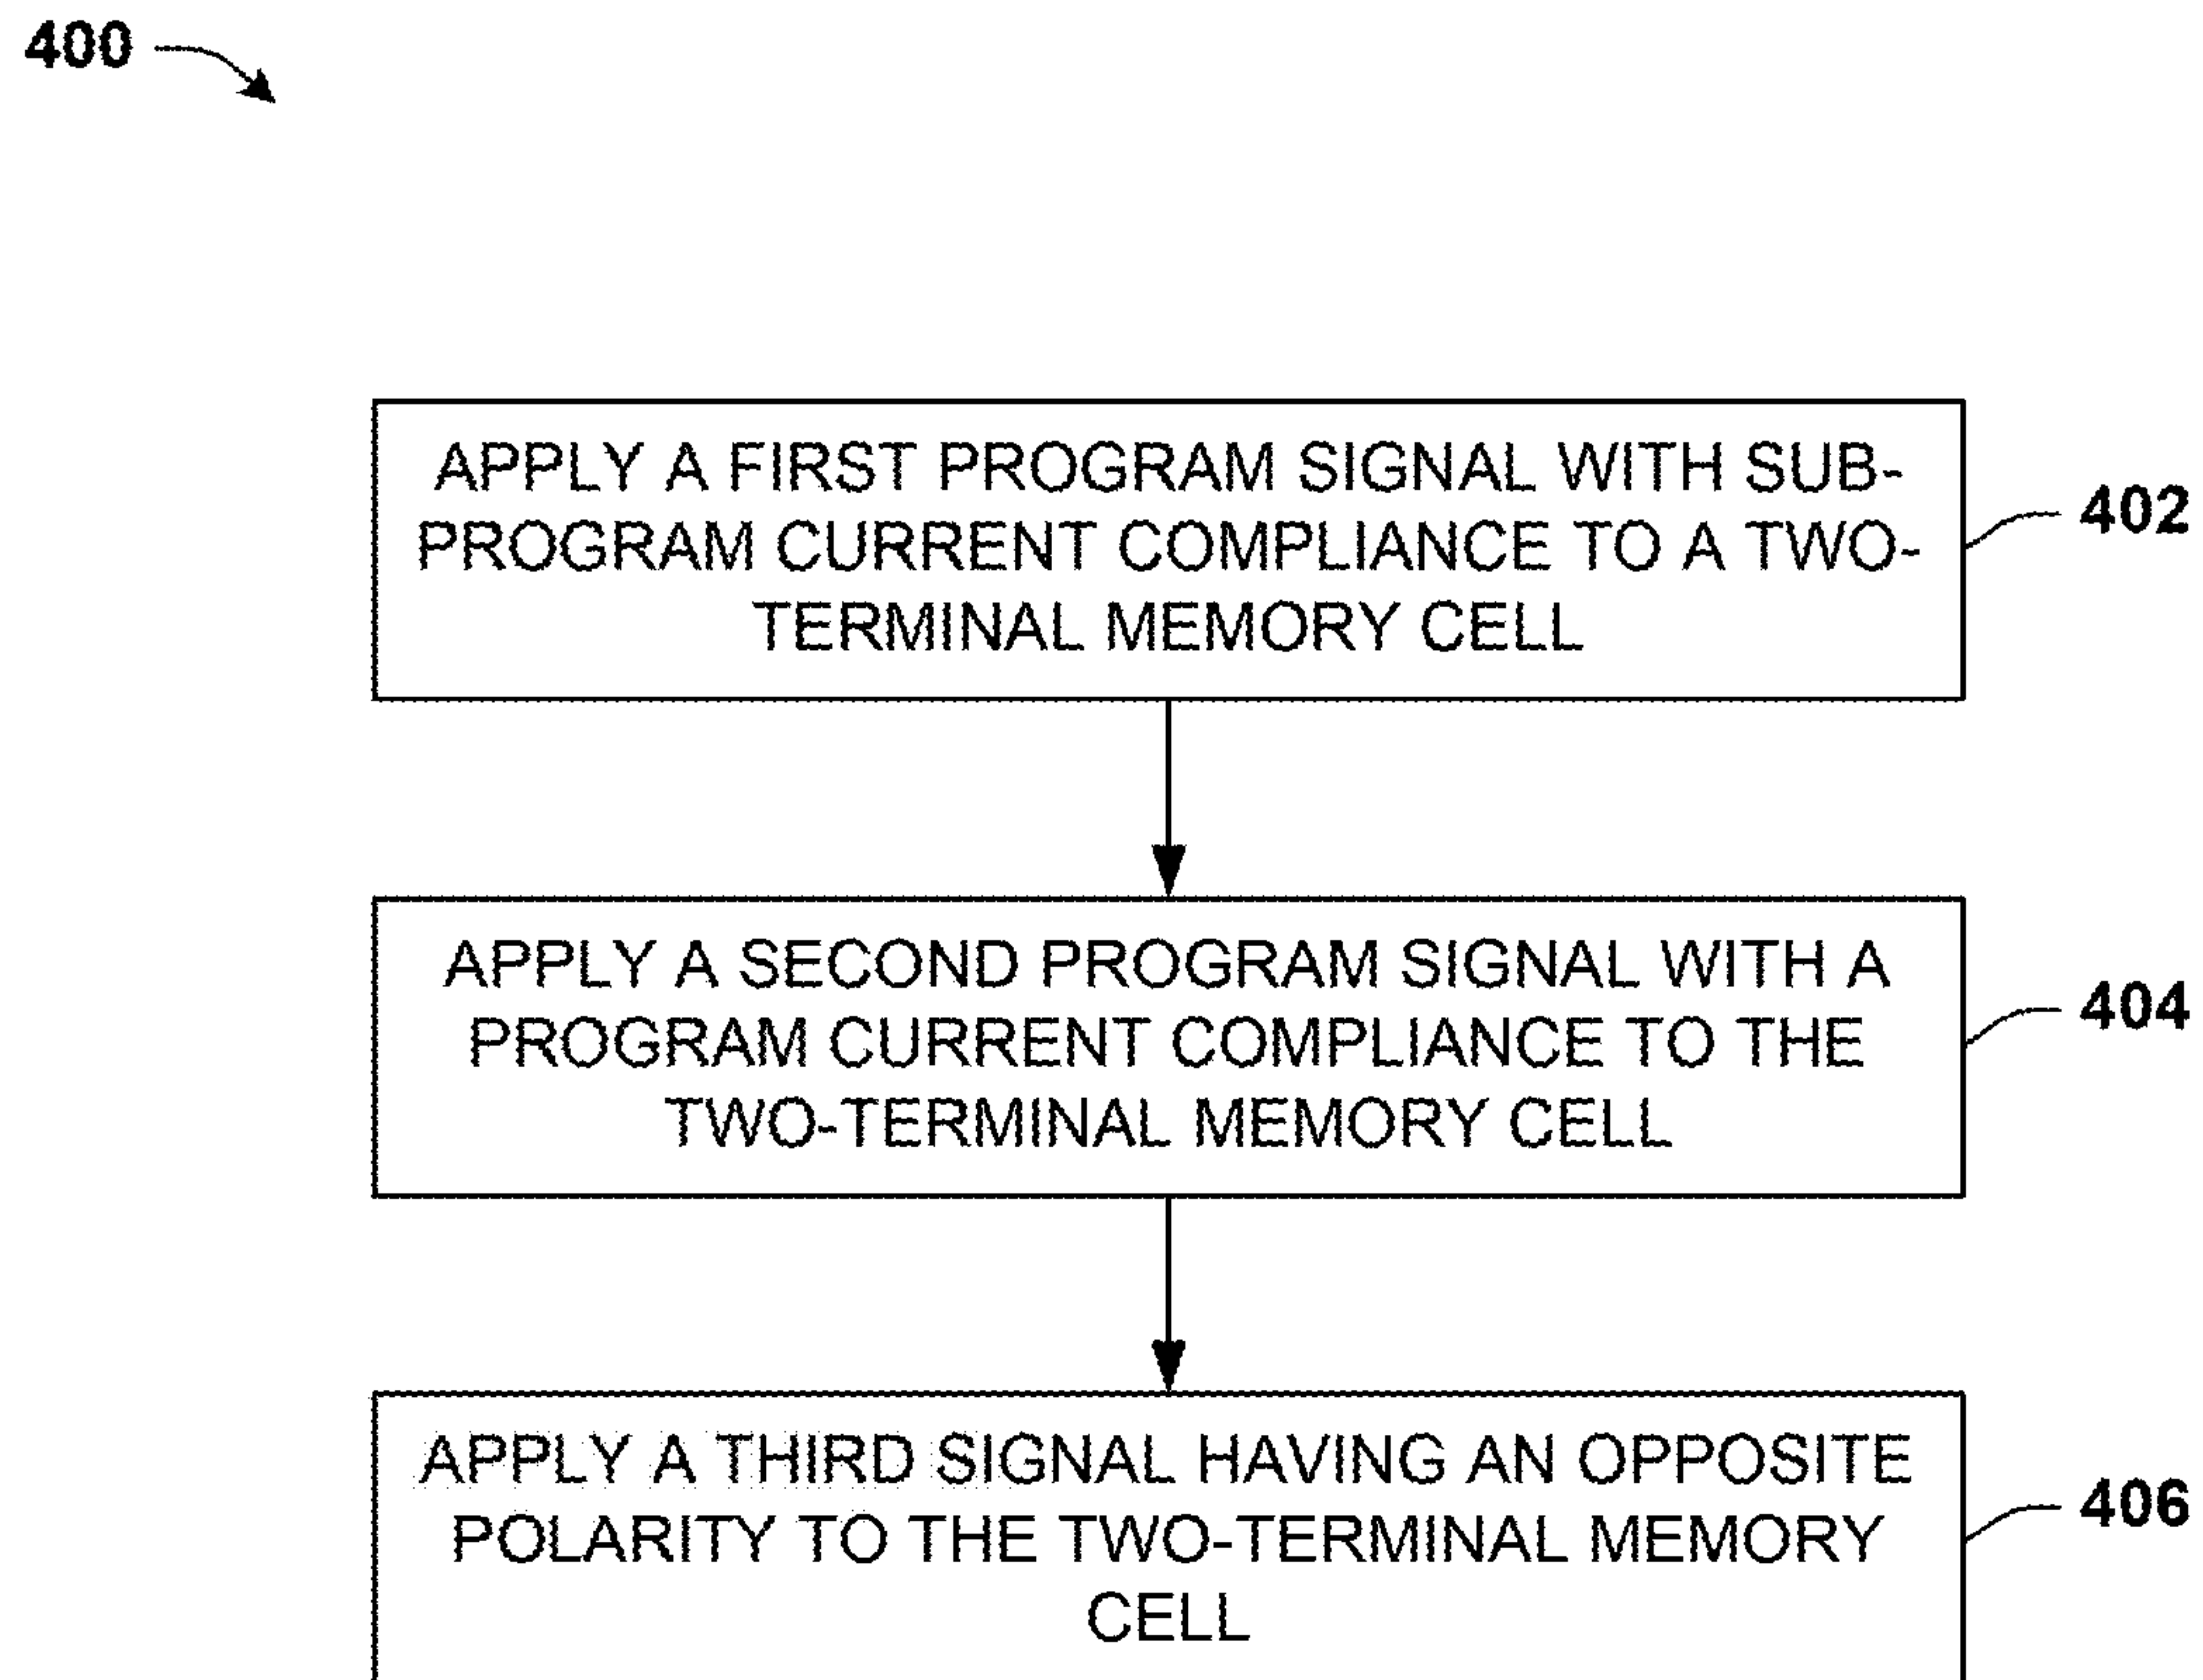 400
APPLY A FIRST PROGRAM SIGNAL WITH SUB-
PROGRAM CURRENT COMPLIANCE TO A TWO-
TERMINAL MEMORY CELL
402
APPLY A SECOND PROGRAM SIGNAL WITH A
PROGRAM CURRENT COMPLIANCE TO THE
TWO-TERMINAL MEMORY CELL
404
APPLY A THIRD SIGNAL HAVING AN OPPOSITE
POLARITY TO THE TWO-TERMINAL MEMORY
CELL
406